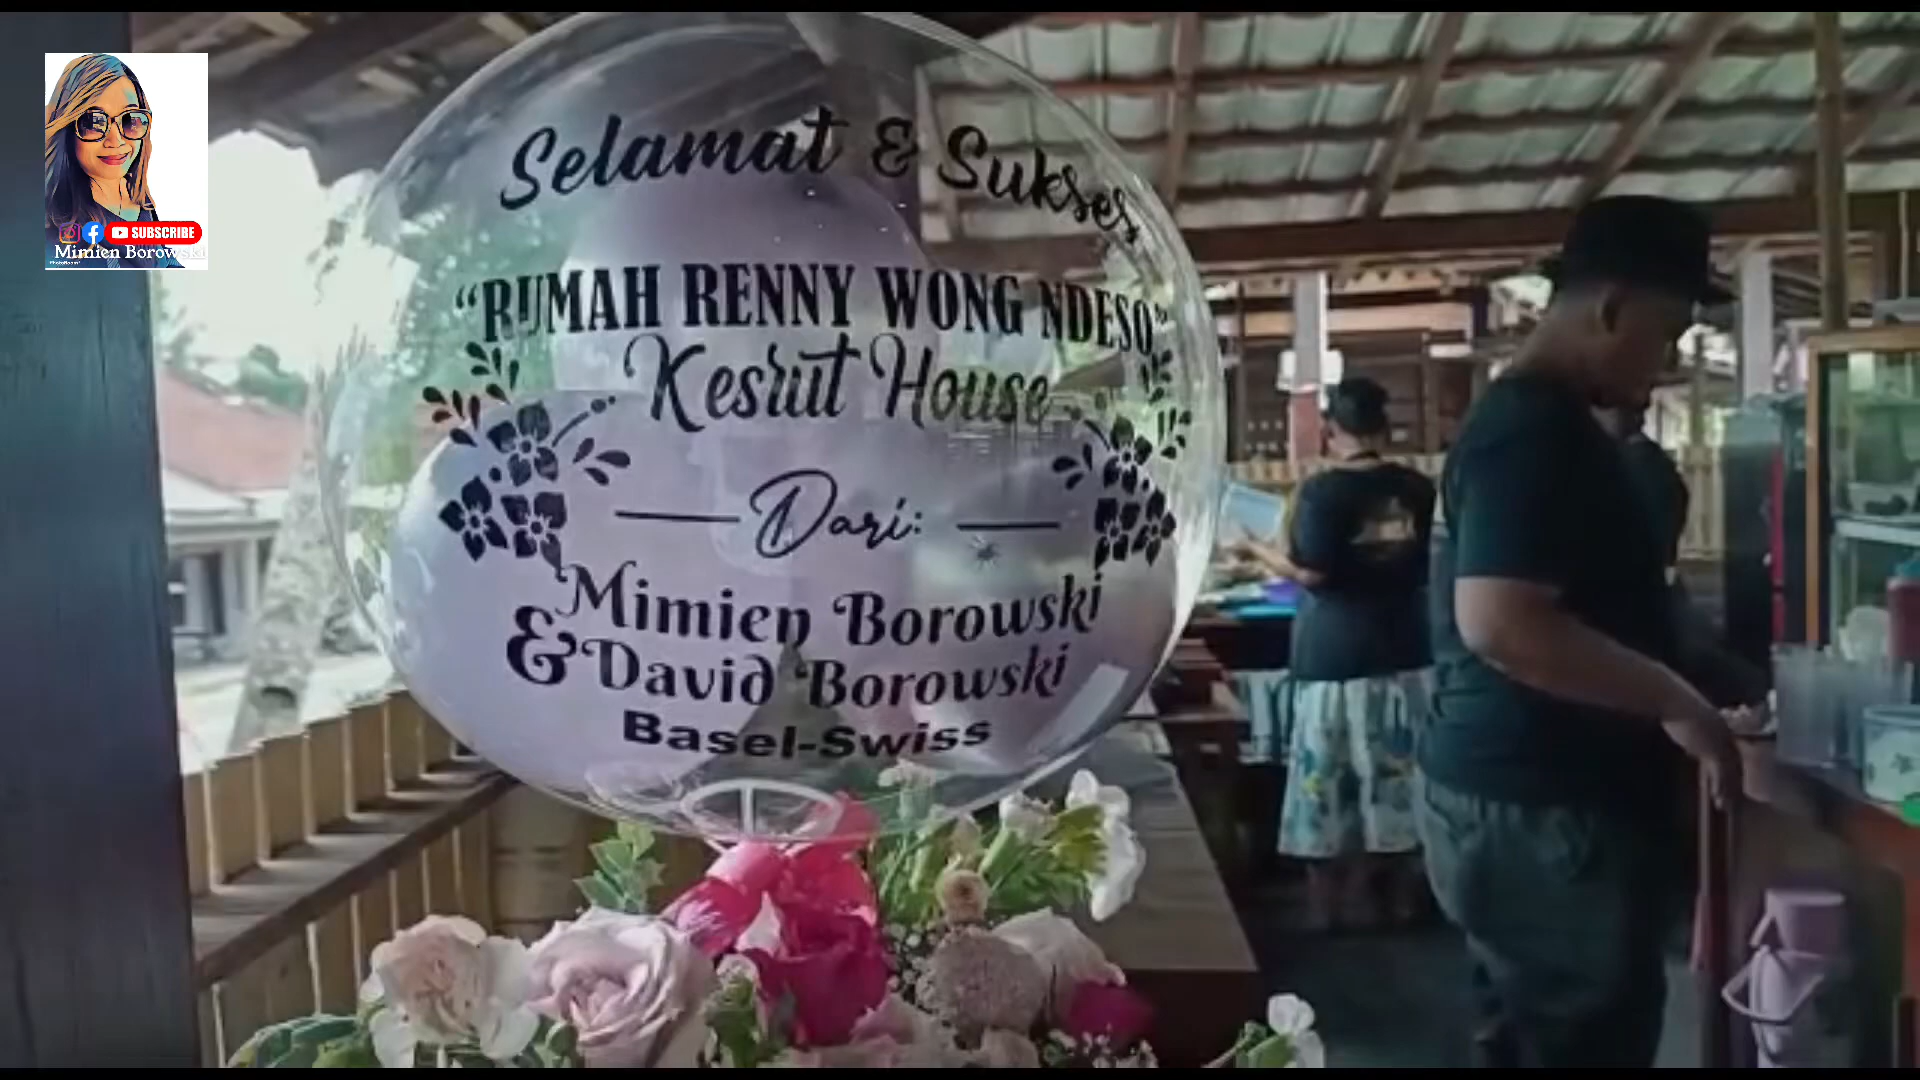 SUBSCRIBE
Mimien Borowski
Selamat & Sukses
"RUMAH RENNY WONG NDESO"
Kesrut House
Dari:
Mimien Borowski
& David Borowski
Basel-Swiss